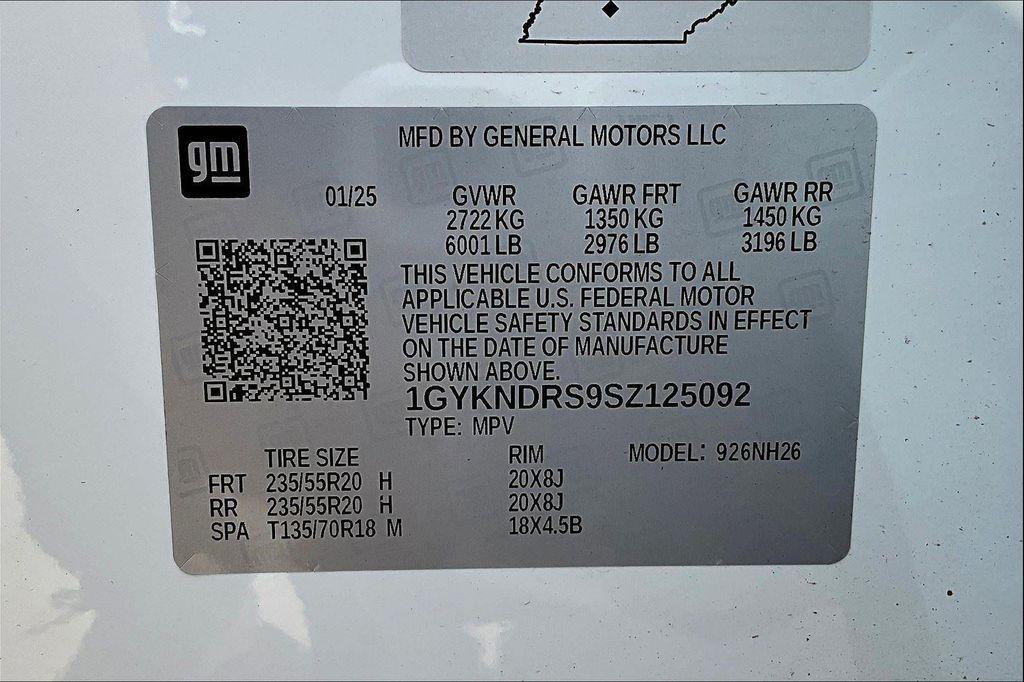 gm
MFD BY GENERAL MOTORS LLC
01/25 GVWR GAWR FRT GAWR RR
2722 KG 1350 KG 1450 KG
6001 LB 2976 LB 3196 LB
THIS VEHICLE CONFORMS TO ALL
APPLICABLE U.S. FEDERAL MOTOR
VEHICLE SAFETY STANDARDS IN EFFECT
ON THE DATE OF MANUFACTURE
SHOWN ABOVE.
1GYKNDRS9SZ125092
TYPE: MPV
TIRE SIZE RIM MODEL: 926NH26
FRT 235/55R20 H 20X8J
RR 235/55R20 H 20X8J
SPA T135/70R18 M 18X4.5B